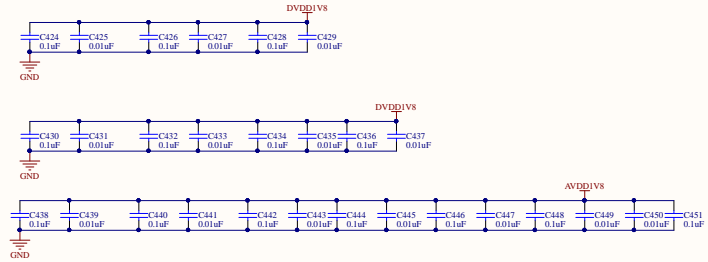 DVDD1V8
C424 C425 C426 C427 C428 C429
0.1uF 0.01uF 0.1uF 0.01uF 0.1uF 0.01uF
GND
DVDD1V8
C430 C431 C432 C433 C434 C435 C436 C437
0.1uF 0.01uF 0.1uF 0.01uF 0.1uF 0.01uF 0.1uF 0.01uF
GND
AVDD1V8
C438 C439 C440 C441 C442 C443 C444 C445 C446 C447 C448 C449 C450 C451
0.1uF 0.01uF 0.1uF 0.01uF 0.1uF 0.01uF 0.1uF 0.01uF 0.1uF 0.01uF 0.1uF 0.01uF 0.01uF 0.1uF
GND